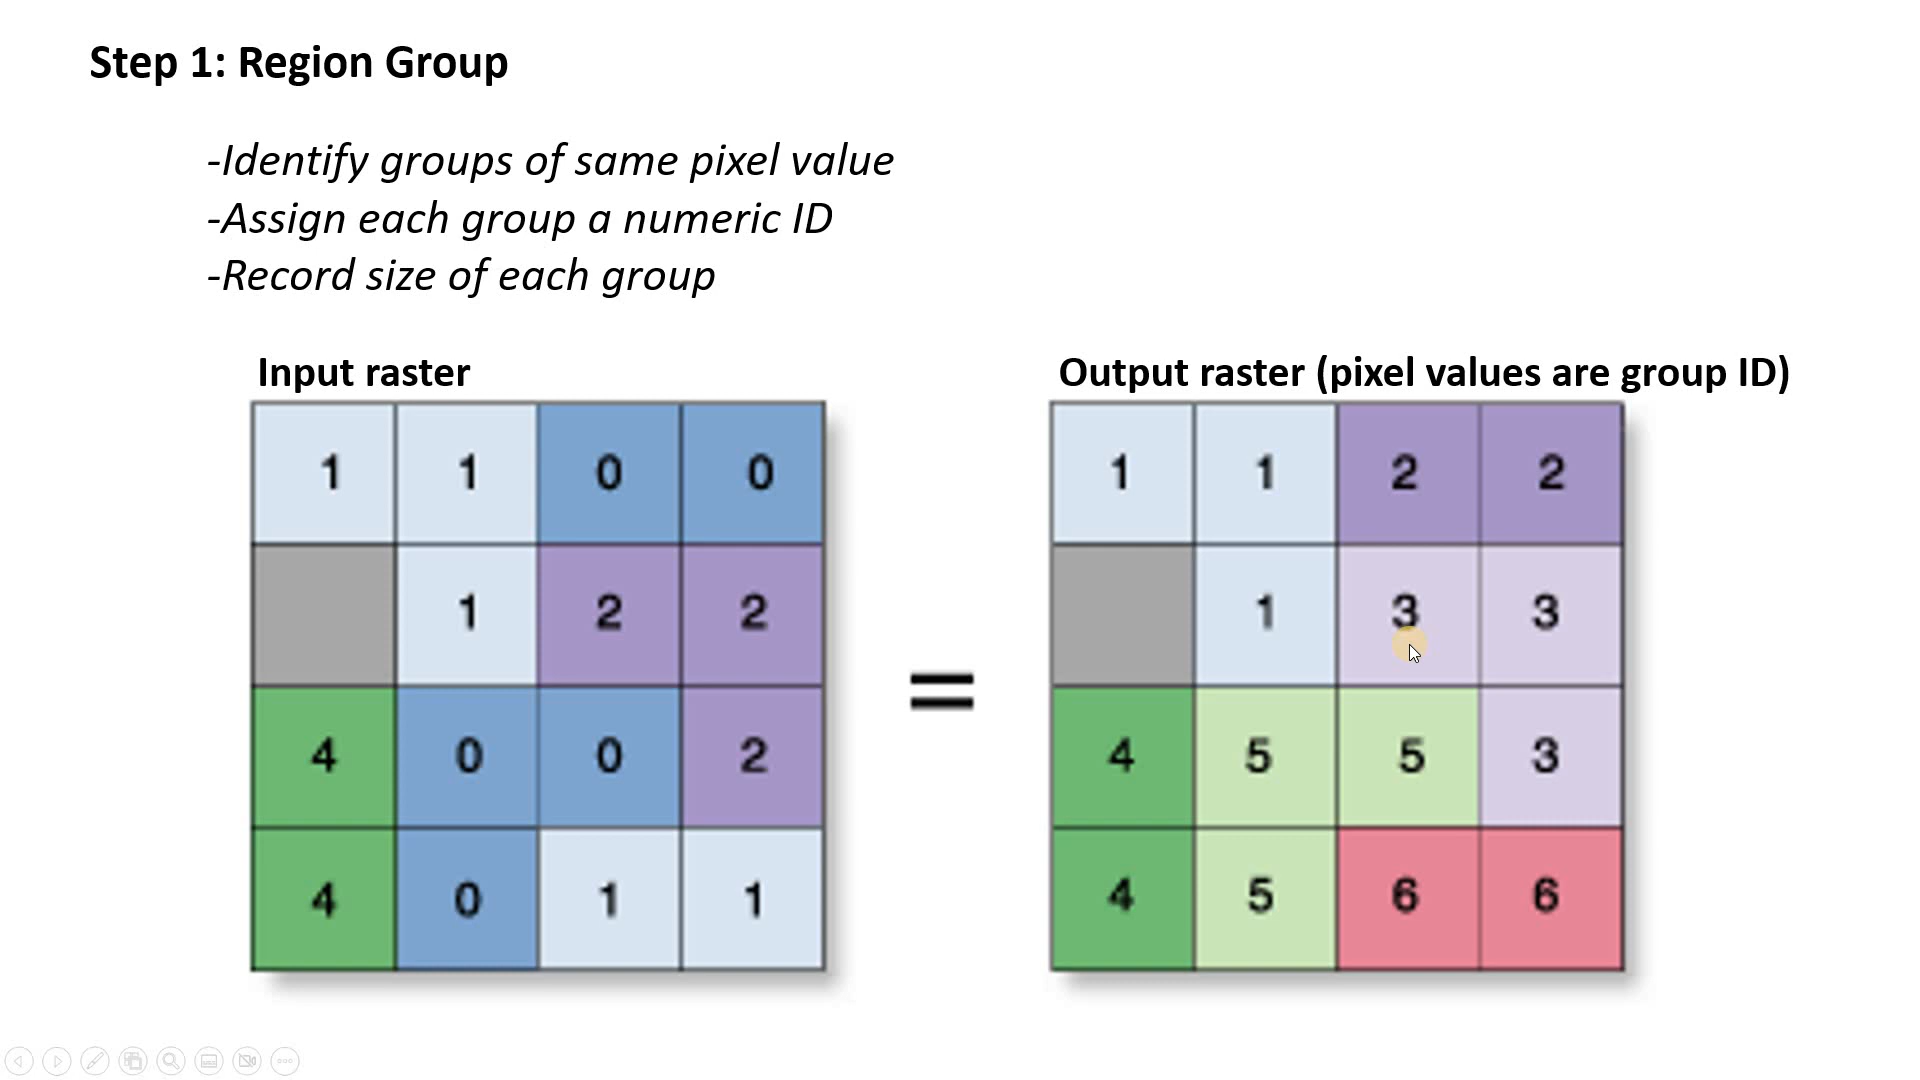 Step 1: Region Group
-Identify groups of same pixel value
-Assign each group a numeric ID
-Record size of each group
Input raster
1 1 0 0
1 2 2
4 0 0 2
4 0 1 1
=
Output raster (pixel values are group ID)
1 1 2 2
1 3 3
4 5 5 3
4 5 6 6